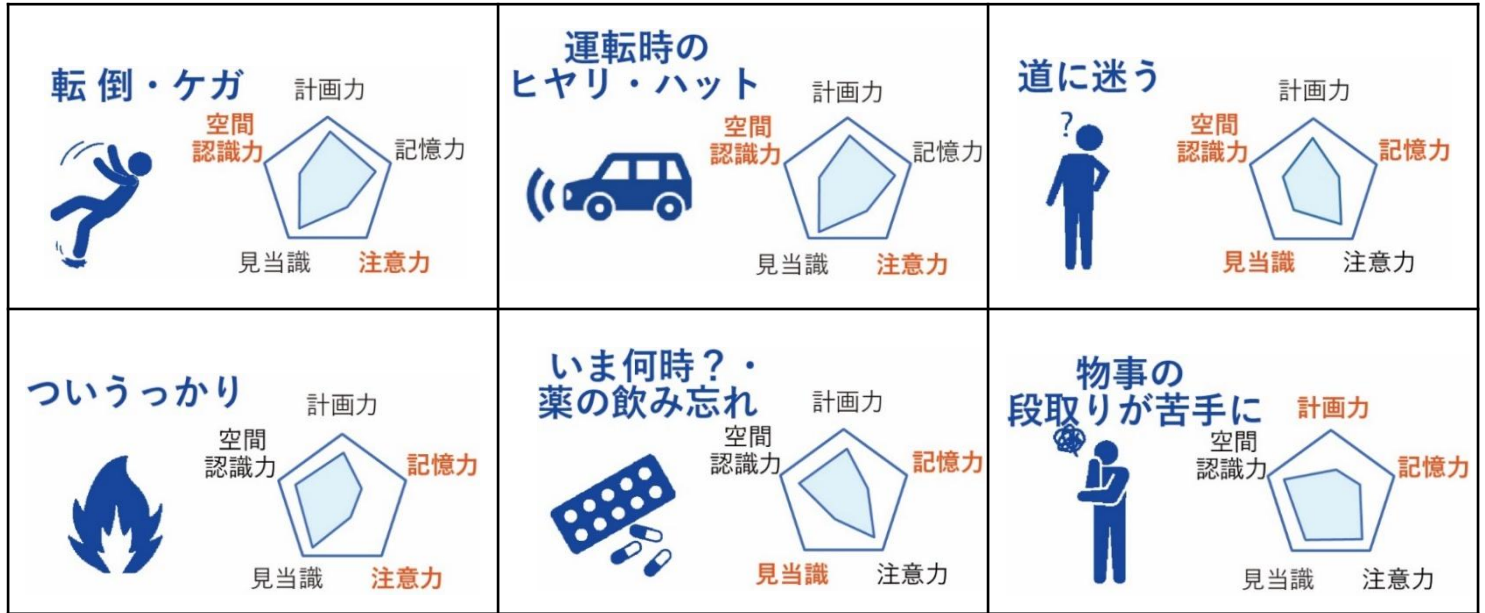 転 倒・ケガ
計画力
空間
認識力
記憶力
見当識
注意力
運転時の
ヒヤリ・ハット
計画力
空間
認識力
記憶力
見当識
注意力
道に迷う
?
計画力
空間
認識力
記憶力
見当識
注意力
ついうっかり
計画力
空間
認識力
記憶力
見当識
注意力
いま何時？・
薬の飲み忘れ
計画力
空間
認識力
記憶力
見当識
注意力
物事の
段取りが苦手に
計画力
空間
認識力
記憶力
見当識
注意力